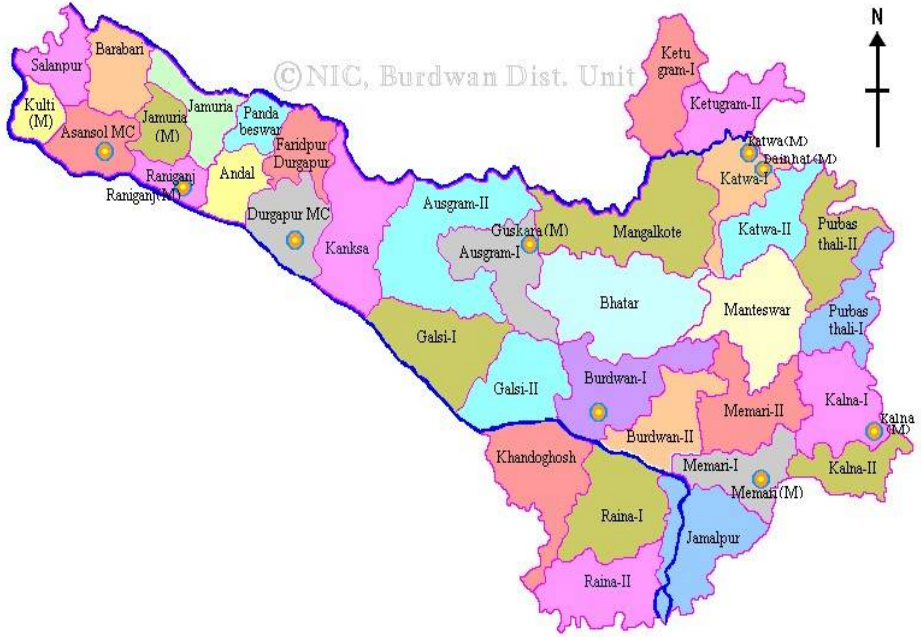 N
©NIC, Burdwan Dist. Unit
Ketu
gram-I
Ketugram-II
Barabari
Salanpur
Kulti
(M)
Asansol MC
Jamuria
(M)
Jamuria
Panda
beswar
Faridpur
Durgapur
Raniganj
Raniganj(M)
Andal
Durgapur MC
Kanksa
Ausgram-II
Guskara(M)
Ausgram-I
Mangalkote
Katwa(M)
Dainhat(M)
Katwa-I
Katwa-II
Purbas
thali-II
Bhatar
Manteswar
Purbas
thali-I
Galsi-I
Galsi-II
Burdwan-I
Burdwan-II
Memari-II
Kalna-I
Kalna
(M)
Khandoghosh
Memari-I
Memari(M)
Kalna-II
Raina-I
Jamalpur
Raina-II